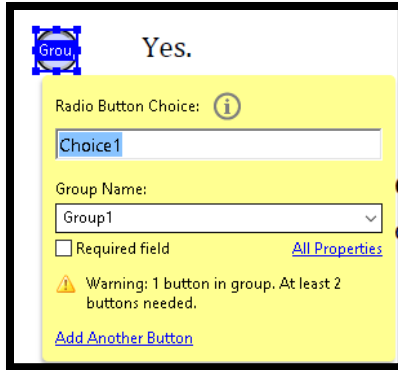 Grou
Yes.
Radio Button Choice:
Choice1
Group Name:
Group1
Required field
All Properties
Warning: 1 button in group. At least 2
buttons needed.
Add Another Button